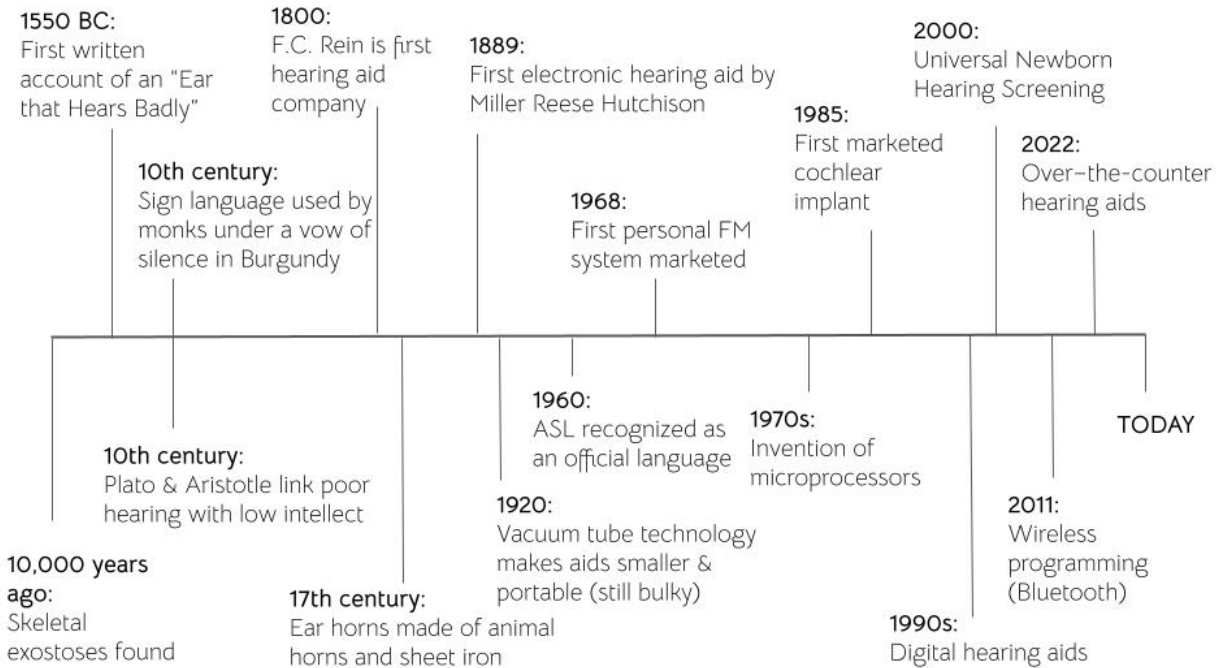 1550 BC:
First written
account of an "Ear
that Hears Badly"
1800:
F.C. Rein is first
hearing aid
company
1889:
First electronic hearing aid by
Miller Reese Hutchison
2000:
Universal Newborn
Hearing Screening
10th century:
Sign language used by
monks under a vow of
silence in Burgundy
1968:
First personal FM
system marketed
1985:
First marketed
cochlear
implant
2022:
Over-the-counter
hearing aids
10,000 years
ago:
Skeletal
exostoses found
10th century:
Plato & Aristotle link poor
hearing with low intellect
17th century:
Ear horns made of animal
horns and sheet iron
1920:
Vacuum tube technology
makes aids smaller &
portable (still bulky)
1960:
ASL recognized as
an official language
1970s:
Invention of
microprocessors
1990s:
Digital hearing aids
2011:
Wireless
programming
(Bluetooth)
TODAY